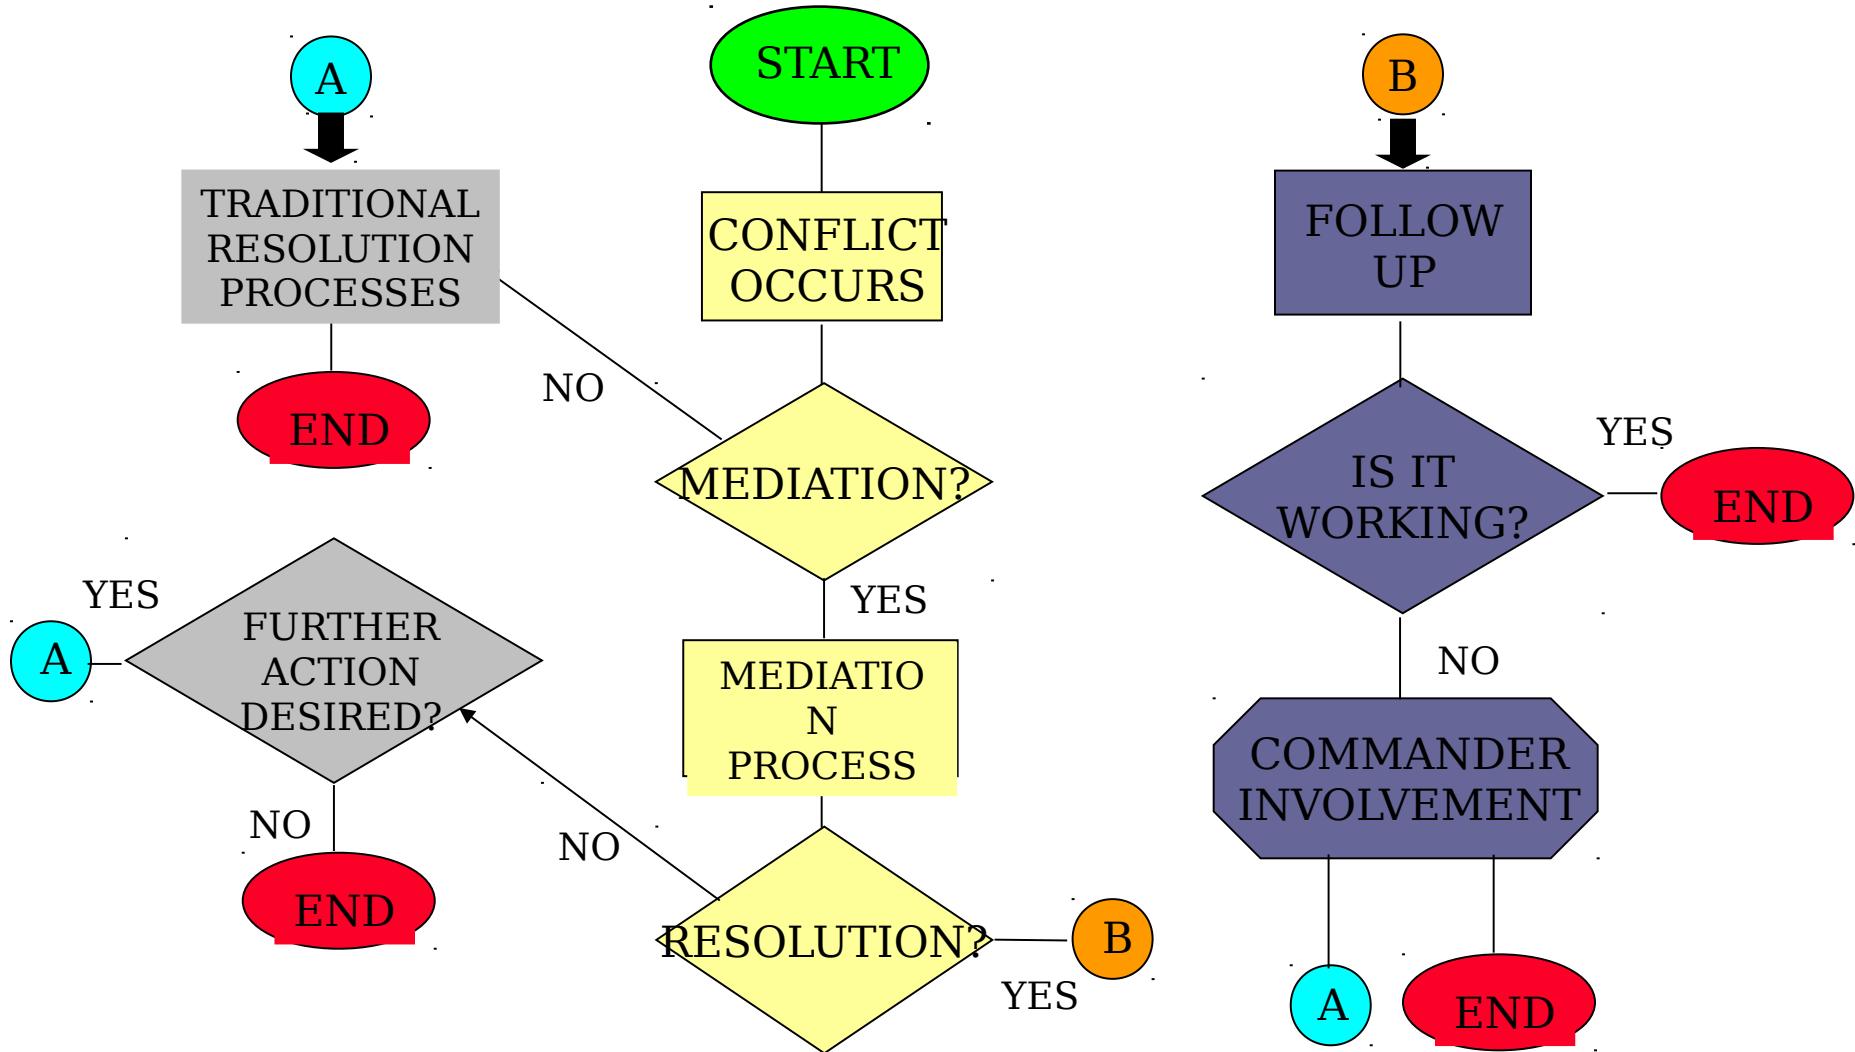 A
START
B
TRADITIONAL
RESOLUTION
PROCESSES
CONFLICT
OCCURS
FOLLOW
UP
NO
END
MEDIATION?
IS IT
WORKING?
YES
END
YES
A
FURTHER
ACTION
DESIRED?
YES
MEDIATIO
N
PROCESS
NO
COMMANDER
INVOLVEMENT
NO
END
NO
RESOLUTION?
YES
B
A
END